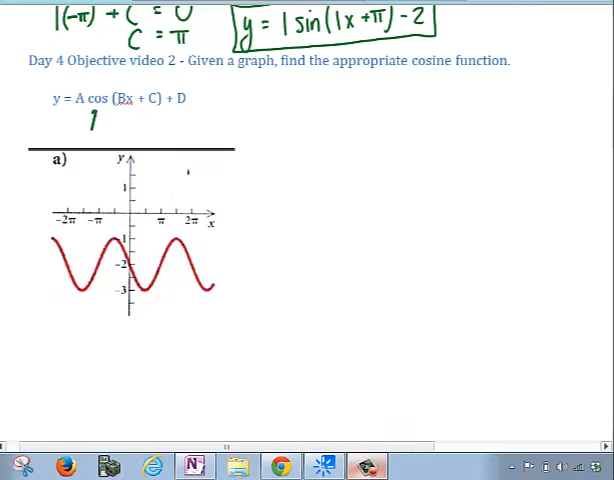 1(-π) + C = 0
C = π
y = 1 sin(1x + π) - 2
Day 4 Objective video 2 - Given a graph, find the appropriate cosine function.
y = A cos (Bx + C) + D
1
a)
y
1
-2π -π π 2π x
-1
-2
-3